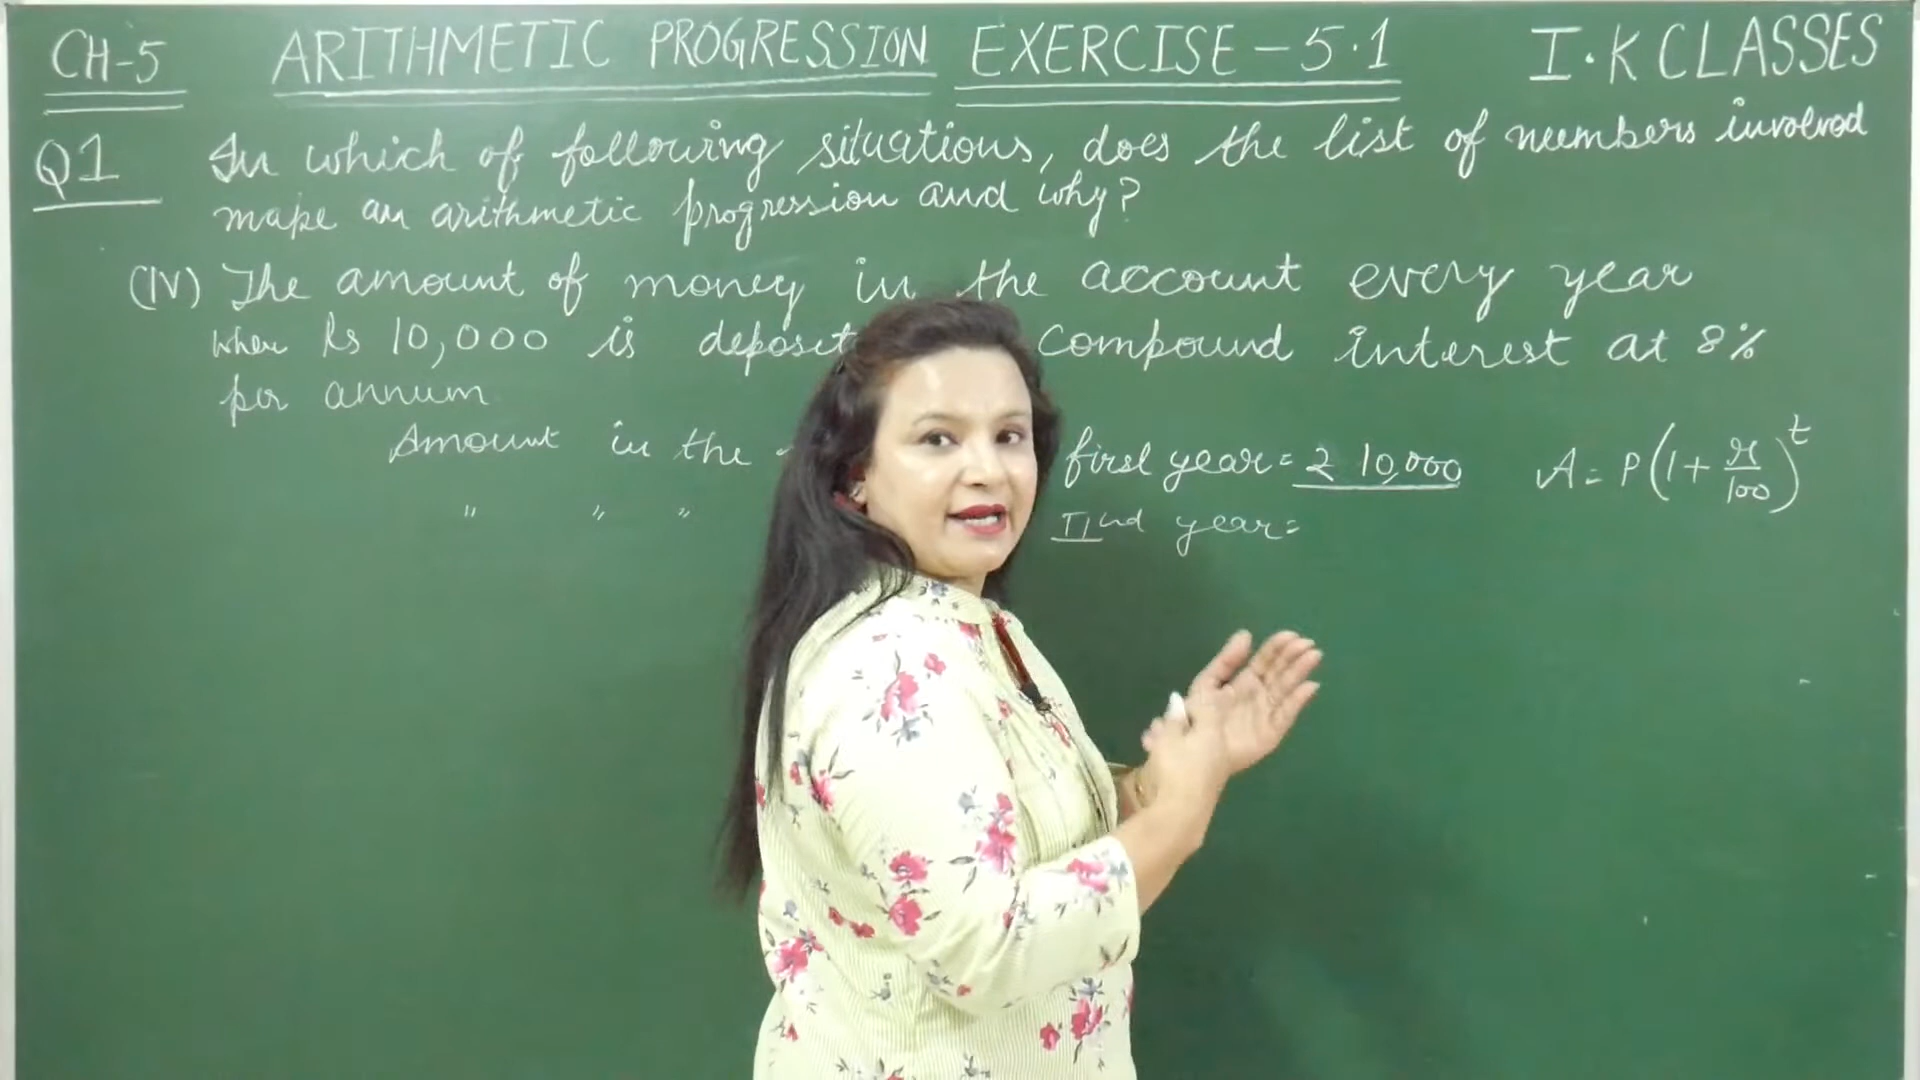 CH-5 ARITHMETIC PROGRESSION EXERCISE-5.1 I.K CLASSES
Q1 In which of following situations, does the list of numbers involved
make an arithmetic progression and why?
(IV) The amount of money in the account every year
when Rs 10,000 is deposit compound interest at 8%
per annum
Amount in the first year = ₹ 10,000 A = P(1 + r/100)^t
" " " IInd year =